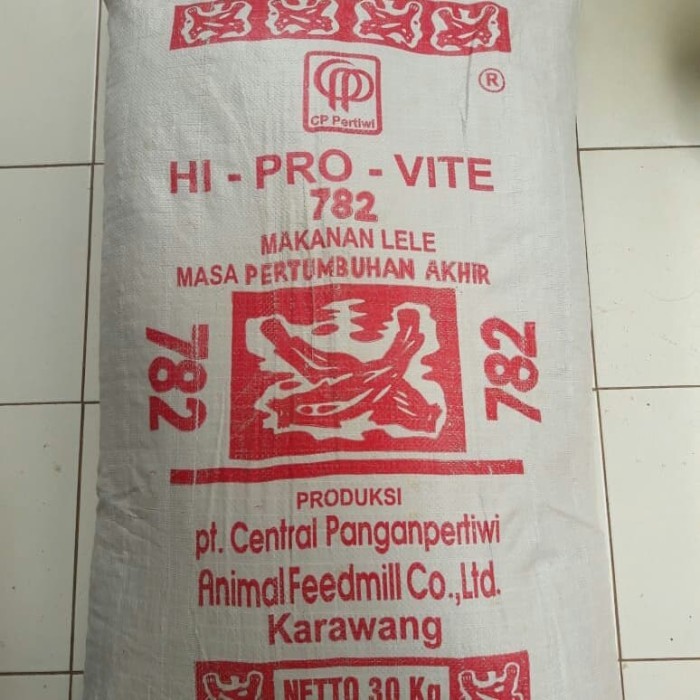 CP Pertiwi
®
HI - PRO - VITE
782
MAKANAN LELE
MASA PERTUMBUHAN AKHIR
782
782
PRODUKSI
pt. Central Panganpertiwi
Animal Feedmill Co.,Ltd.
Karawang
NETTO 30 Kg